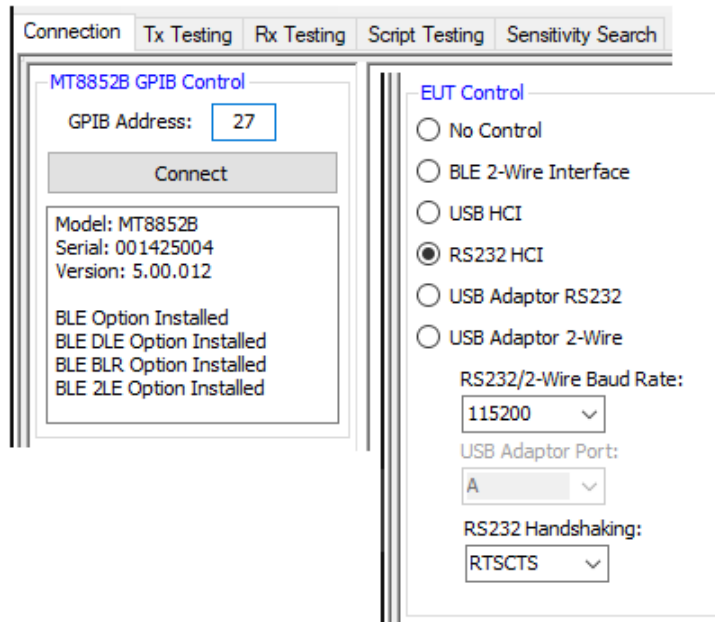 Connection Tx Testing Rx Testing Script Testing Sensitivity Search
MT8852B GPIB Control
GPIB Address: 27
Connect
Model: MT8852B
Serial: 001425004
Version: 5.00.012
BLE Option Installed
BLE DLE Option Installed
BLE BLR Option Installed
BLE 2LE Option Installed
EUT Control
No Control
BLE 2-Wire Interface
USB HCI
RS232 HCI
USB Adaptor RS232
USB Adaptor 2-Wire
RS232/2-Wire Baud Rate:
115200
USB Adaptor Port:
A
RS232 Handshaking:
RTSCTS